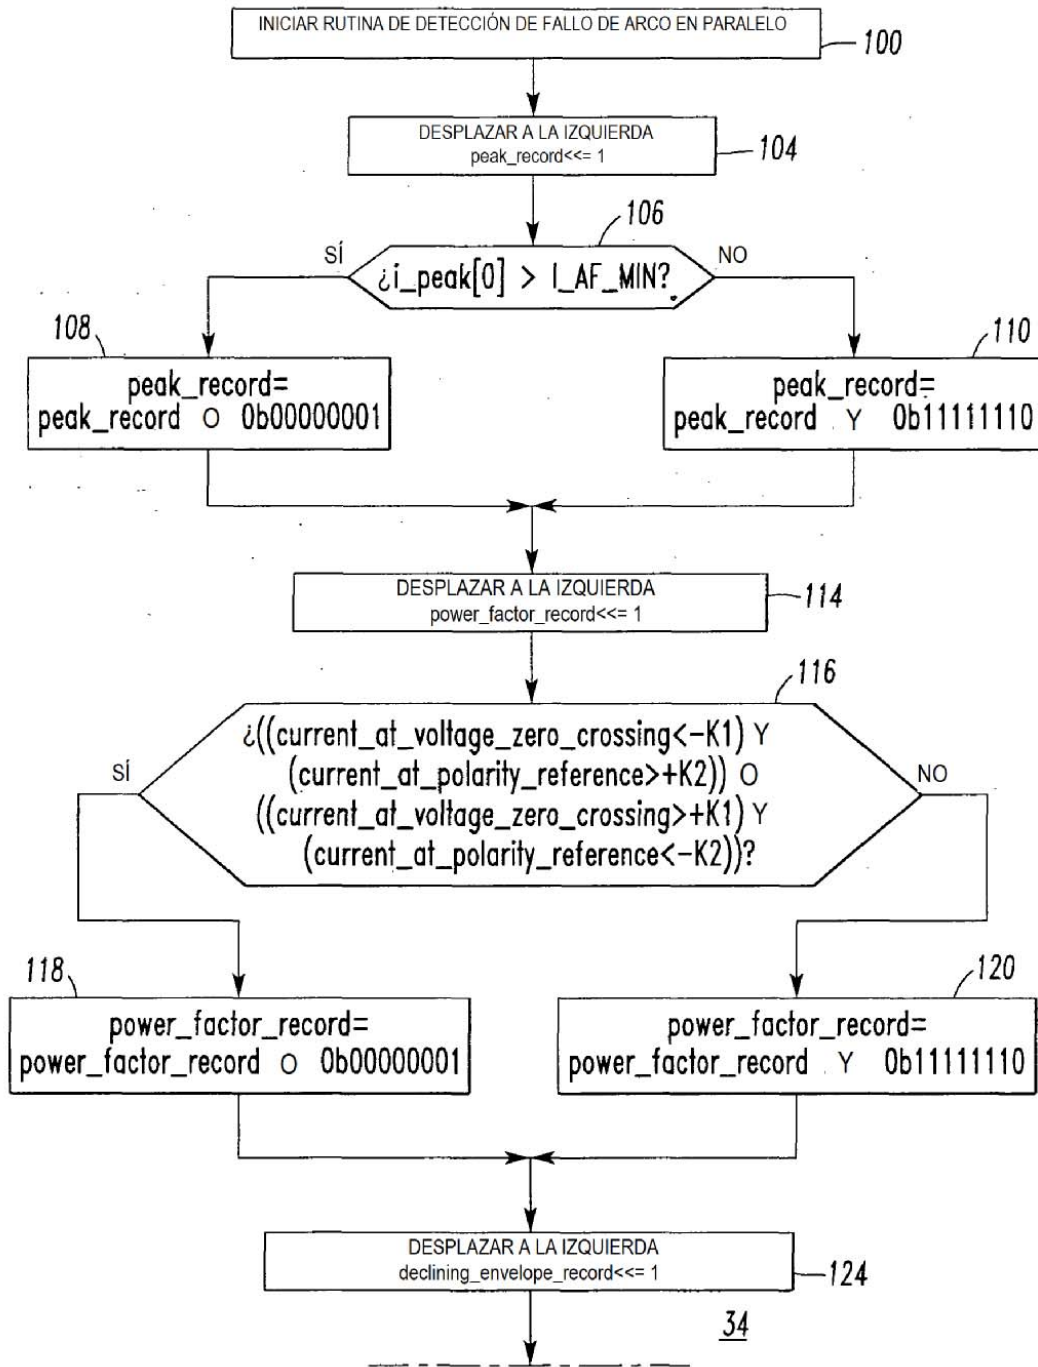 INICIAR RUTINA DE DETECCIÓN DE FALLO DE ARCO EN PARALELO
100
DESPLAZAR A LA IZQUIERDA
peak_record<<= 1
104
106
SÍ
¿i_peak[0] > I_AF_MIN?
NO
108
peak_record=
peak_record O 0b00000001
110
peak_record=
peak_record Y 0b11111110
DESPLAZAR A LA IZQUIERDA
power_factor_record<<= 1
114
116
SÍ
¿((current_at_voltage_zero_crossing<-K1) Y
(current_at_polarity_reference>+K2)) O
((current_at_voltage_zero_crossing>+K1) Y
(current_at_polarity_reference<-K2))?
NO
118
power_factor_record=
power_factor_record O 0b00000001
120
power_factor_record=
power_factor_record Y 0b11111110
DESPLAZAR A LA IZQUIERDA
declining_envelope_record<<= 1
124
34